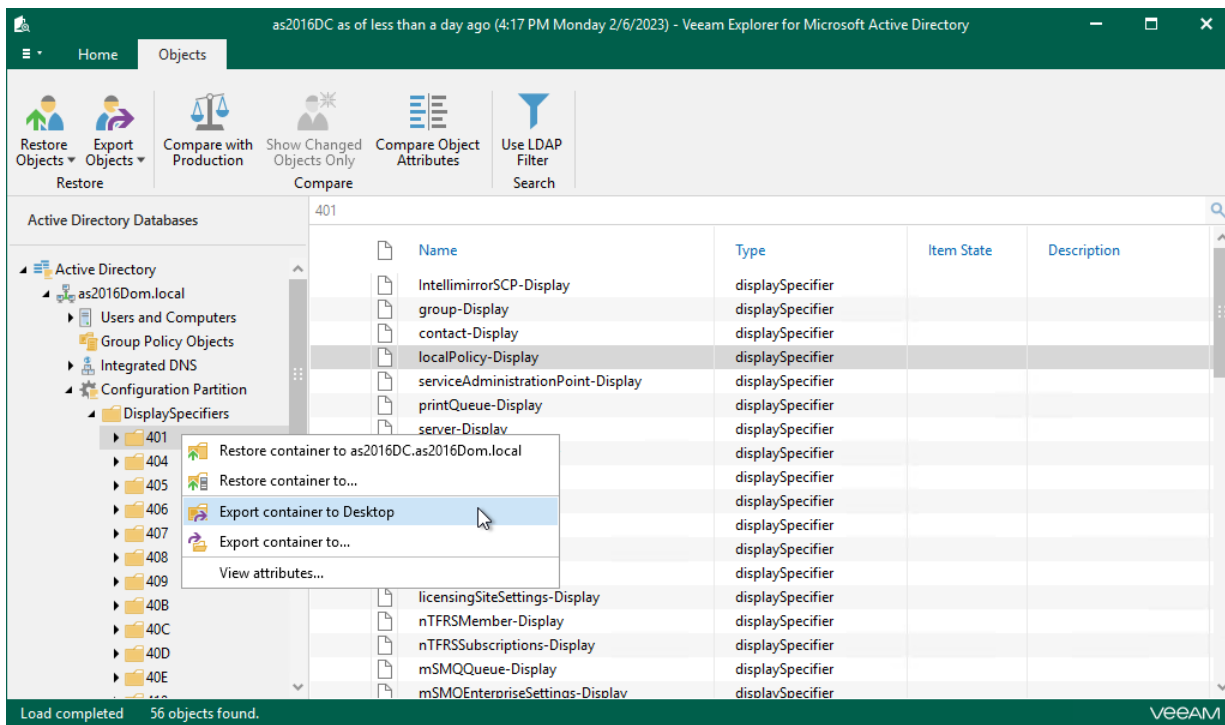 as2016DC as of less than a day ago (4:17 PM Monday 2/6/2023) - Veeam Explorer for Microsoft Active Directory
Home Objects
Restore Objects
Export Objects
Compare with Production
Show Changed Objects Only
Compare Object Attributes
Use LDAP Filter
Restore Compare Search
Active Directory Databases
401
Name Type Item State Description
Active Directory
as2016Dom.local
Users and Computers
Group Policy Objects
Integrated DNS
Configuration Partition
DisplaySpecifiers
401
404
405
406
407
408
409
40B
40C
40D
40E
Restore container to as2016DC.as2016Dom.local
Restore container to...
Export container to Desktop
Export container to...
View attributes...
IntellimirrorSCP-Display displaySpecifier
group-Display displaySpecifier
contact-Display displaySpecifier
localPolicy-Display displaySpecifier
serviceAdministrationPoint-Display displaySpecifier
printQueue-Display displaySpecifier
server-Display displaySpecifier
displaySpecifier
displaySpecifier
displaySpecifier
displaySpecifier
displaySpecifier
displaySpecifier
licensingSiteSettings-Display displaySpecifier
nTFRSMember-Display displaySpecifier
nTFRSSubscriptions-Display displaySpecifier
mSMQQueue-Display displaySpecifier
mSMQEnterpriseSettings-Display displaySpecifier
Load completed 56 objects found. veeAM